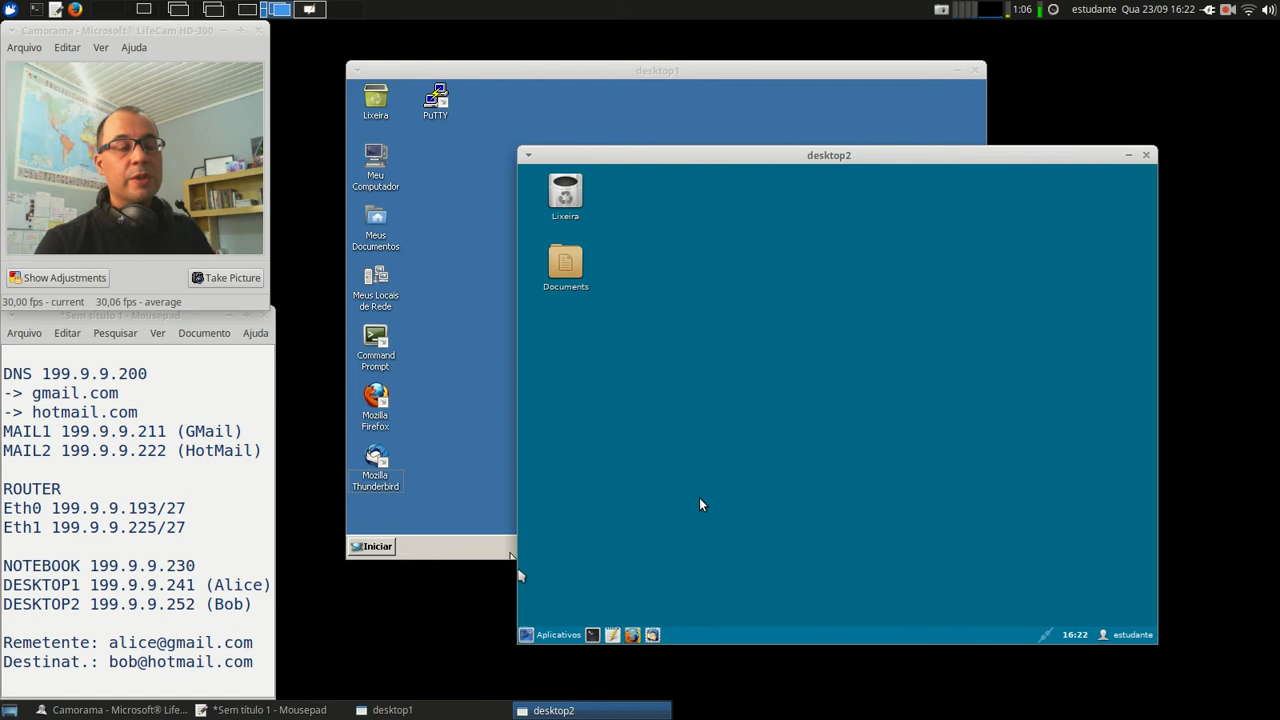 1:06
estudante
Qua 23/09 16:22
Camorama - Microsoft® LifeCam HD-300
Arquivo Editar Ver Ajuda
Show Adjustments
Take Picture
30,00 fps - current 30,06 fps - average
*Sem título 1 - Mousepad
Arquivo Editar Pesquisar Ver Documento Ajuda
DNS 199.9.9.200
-> gmail.com
-> hotmail.com
MAIL1 199.9.9.211 (GMail)
MAIL2 199.9.9.222 (HotMail)
ROUTER
Eth0 199.9.9.193/27
Eth1 199.9.9.225/27
NOTEBOOK 199.9.9.230
DESKTOP1 199.9.9.241 (Alice)
DESKTOP2 199.9.9.252 (Bob)
Remetente: alice@gmail.com
Destinat.: bob@hotmail.com
desktop1
Lixeira
PuTTY
Meu
Computador
Meus
Documentos
Meus Locais
de Rede
Command
Prompt
Mozilla
Firefox
Mozilla
Thunderbird
Iniciar
desktop2
Lixeira
Documents
Aplicativos
16:22
estudante
Camorama - Microsoft® LifeC...
*Sem título 1 - Mousepad
desktop1
desktop2